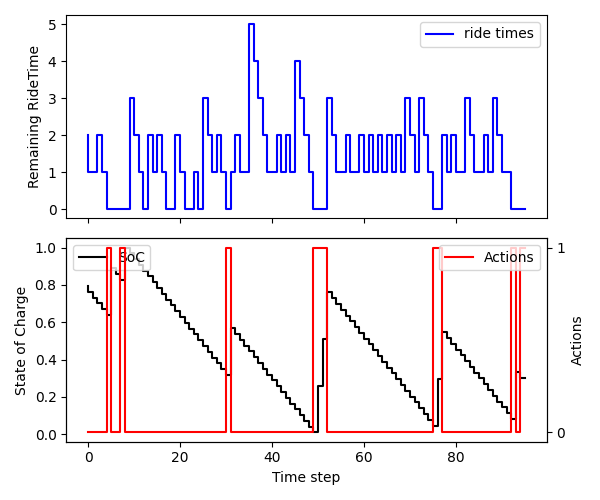 5
4
3
2
1
0
Remaining RideTime
ride times
1.0
0.8
0.6
0.4
0.2
0.0
State of Charge
SoC
Actions
1
0
Actions
0
20
40
60
80
Time step